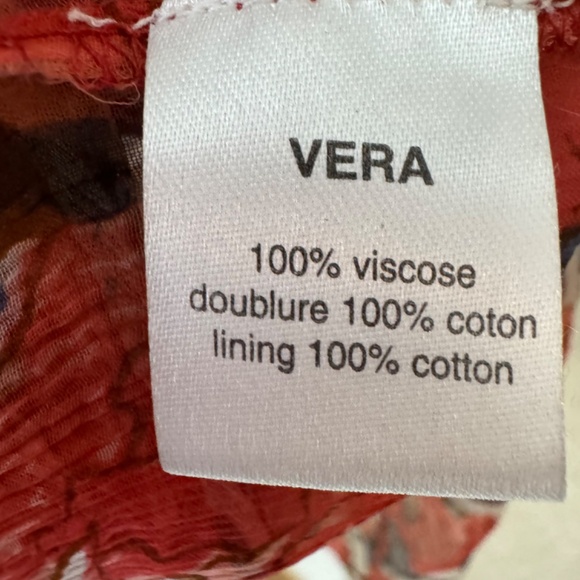 VERA
100% viscose
doublure 100% coton
lining 100% cotton